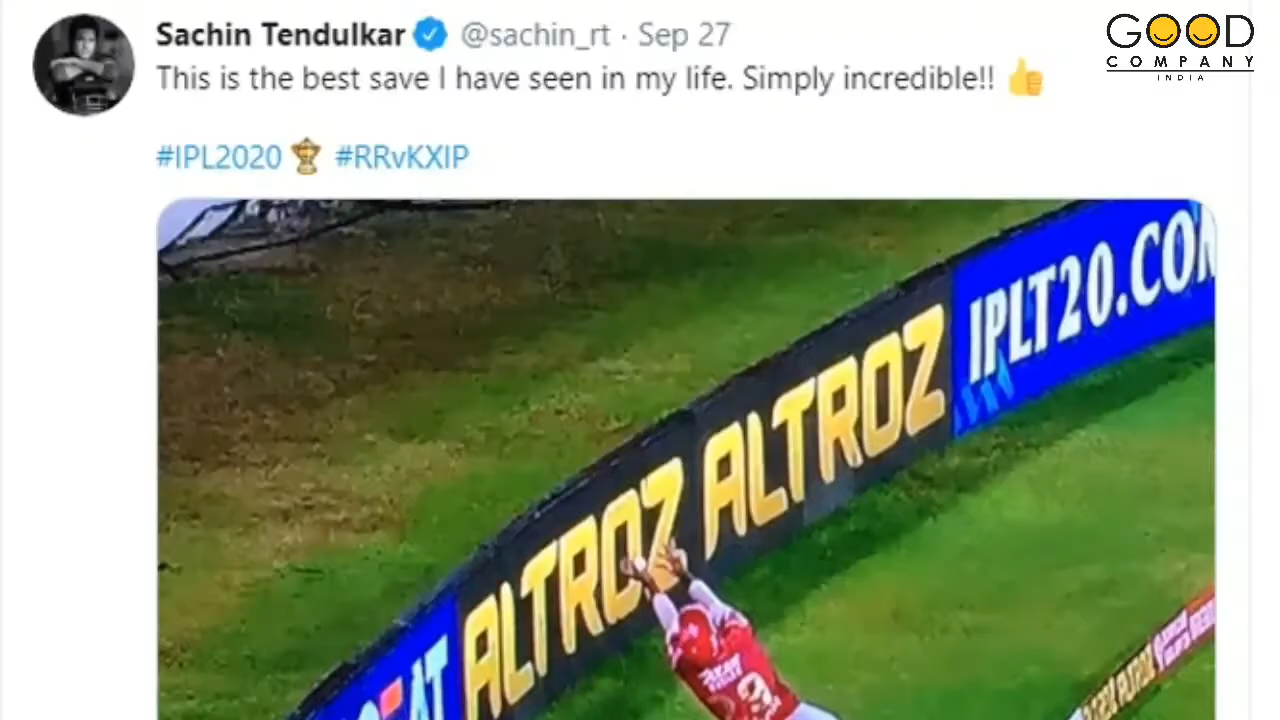 Sachin Tendulkar @sachin_rt · Sep 27
This is the best save I have seen in my life. Simply incredible!! 👍
#IPL2020 🏆 #RRvKXIP
GOOD
COMPANY
INDIA
IPLT20.COM
ALTROZ
ALTROZ